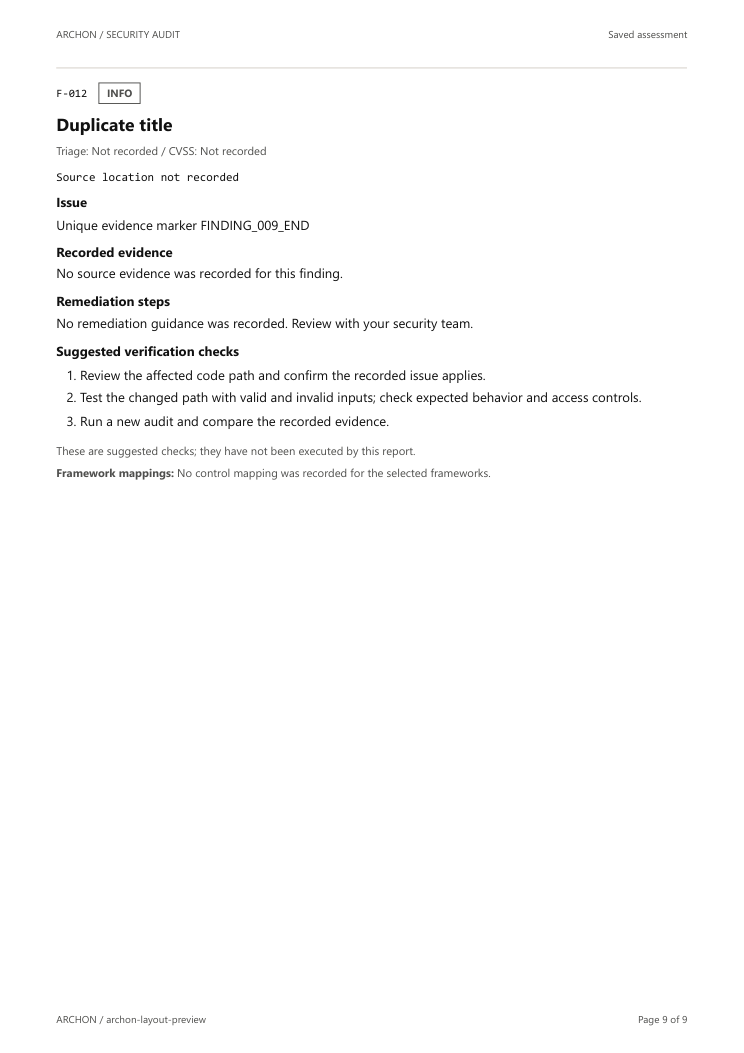 ARCHON / SECURITY AUDIT
Saved assessment
F-012 INFO
Duplicate title
Triage: Not recorded / CVSS: Not recorded
Source location not recorded
Issue
Unique evidence marker FINDING_009_END
Recorded evidence
No source evidence was recorded for this finding.
Remediation steps
No remediation guidance was recorded. Review with your security team.
Suggested verification checks
1. Review the affected code path and confirm the recorded issue applies.
2. Test the changed path with valid and invalid inputs; check expected behavior and access controls.
3. Run a new audit and compare the recorded evidence.
These are suggested checks; they have not been executed by this report.
Framework mappings: No control mapping was recorded for the selected frameworks.
ARCHON / archon-layout-preview
Page 9 of 9